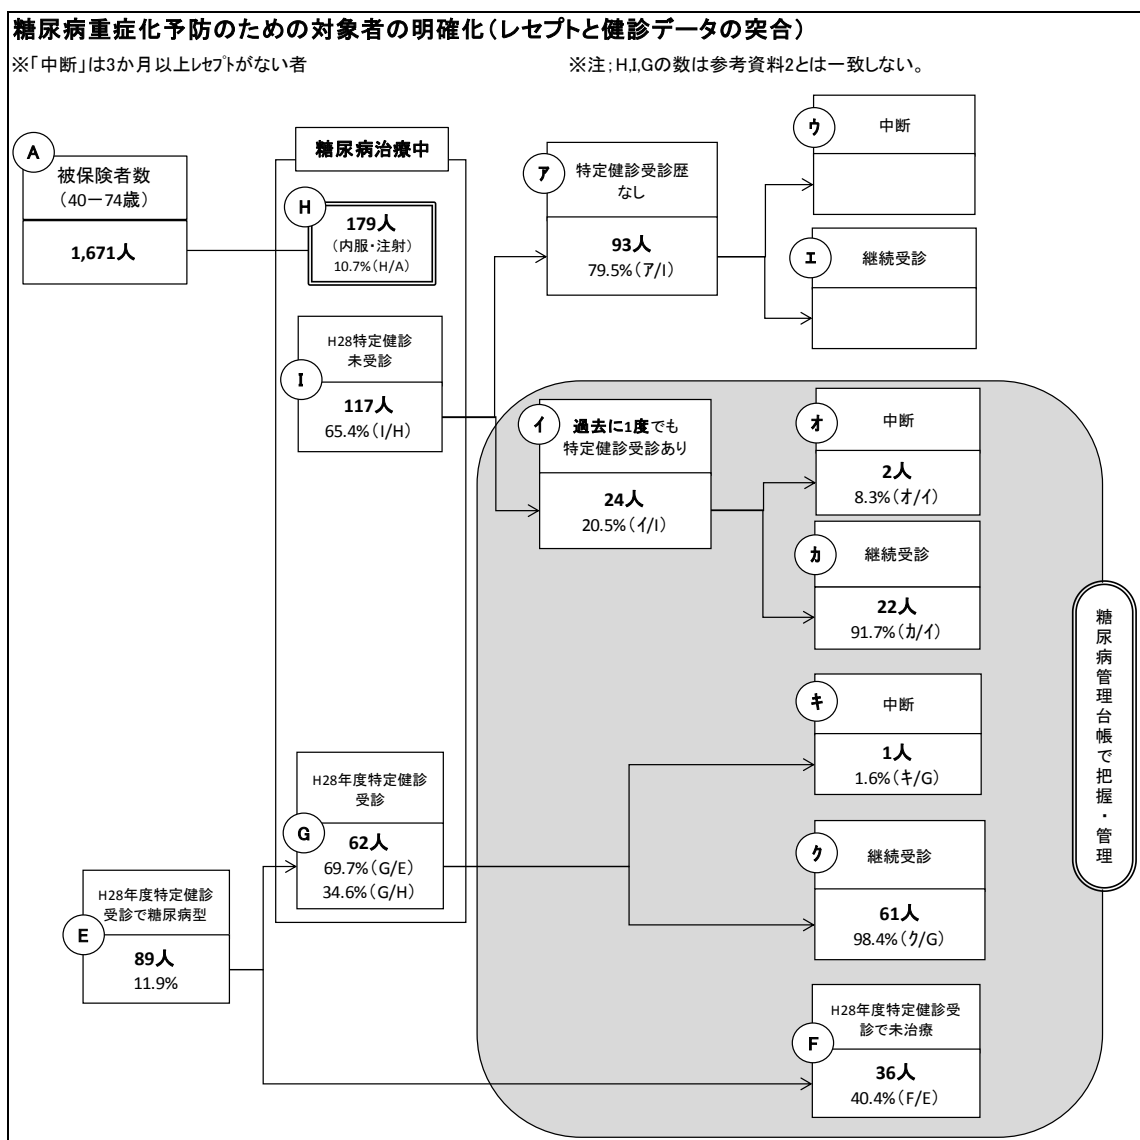 糖尿病重症化予防のための対象者の明確化(レセプトと健診データの突合)
※「中断」は3か月以上レセプトがない者
※注;H,I,Gの数は参考資料2とは一致しない。
A
被保険者数
(40－74歳)
1,671人
糖尿病治療中
H
179人
(内服・注射)
10.7%(H/A)
I
H28特定健診
未受診
117人
65.4%(I/H)
ア
特定健診受診歴
なし
93人
79.5%(ア/I)
ウ
中断
エ
継続受診
イ
過去に1度でも
特定健診受診あり
24人
20.5%(イ/I)
オ
中断
2人
8.3%(オ/イ)
カ
継続受診
22人
91.7%(カ/イ)
G
H28年度特定健診
受診
62人
69.7%(G/E)
34.6%(G/H)
キ
中断
1人
1.6%(キ/G)
ク
継続受診
61人
98.4%(ク/G)
E
H28年度特定健診
受診で糖尿病型
89人
11.9%
F
H28年度特定健診受
診で未治療
36人
40.4%(F/E)
糖尿病管理台帳で把握・管理